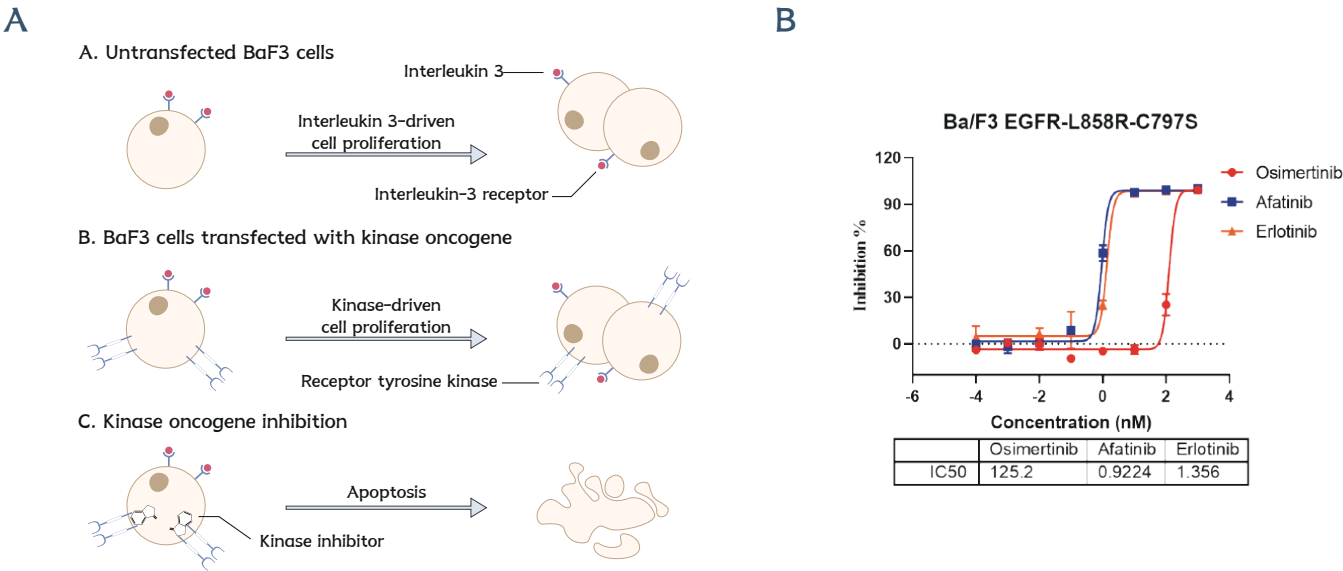 A
A. Untransfected BaF3 cells
Interleukin 3
Interleukin 3-driven
cell proliferation
Interleukin-3 receptor
B. BaF3 cells transfected with kinase oncogene
Kinase-driven
cell proliferation
Receptor tyrosine kinase
C. Kinase oncogene inhibition
Apoptosis
Kinase inhibitor
B
Ba/F3 EGFR-L858R-C797S
120
90
60
30
0
Inhibition %
-6 -4 -2 0 2 4
Concentration (nM)
Osimertinib
Afatinib
Erlotinib
Osimertinib Afatinib Erlotinib
IC50 125.2 0.9224 1.356